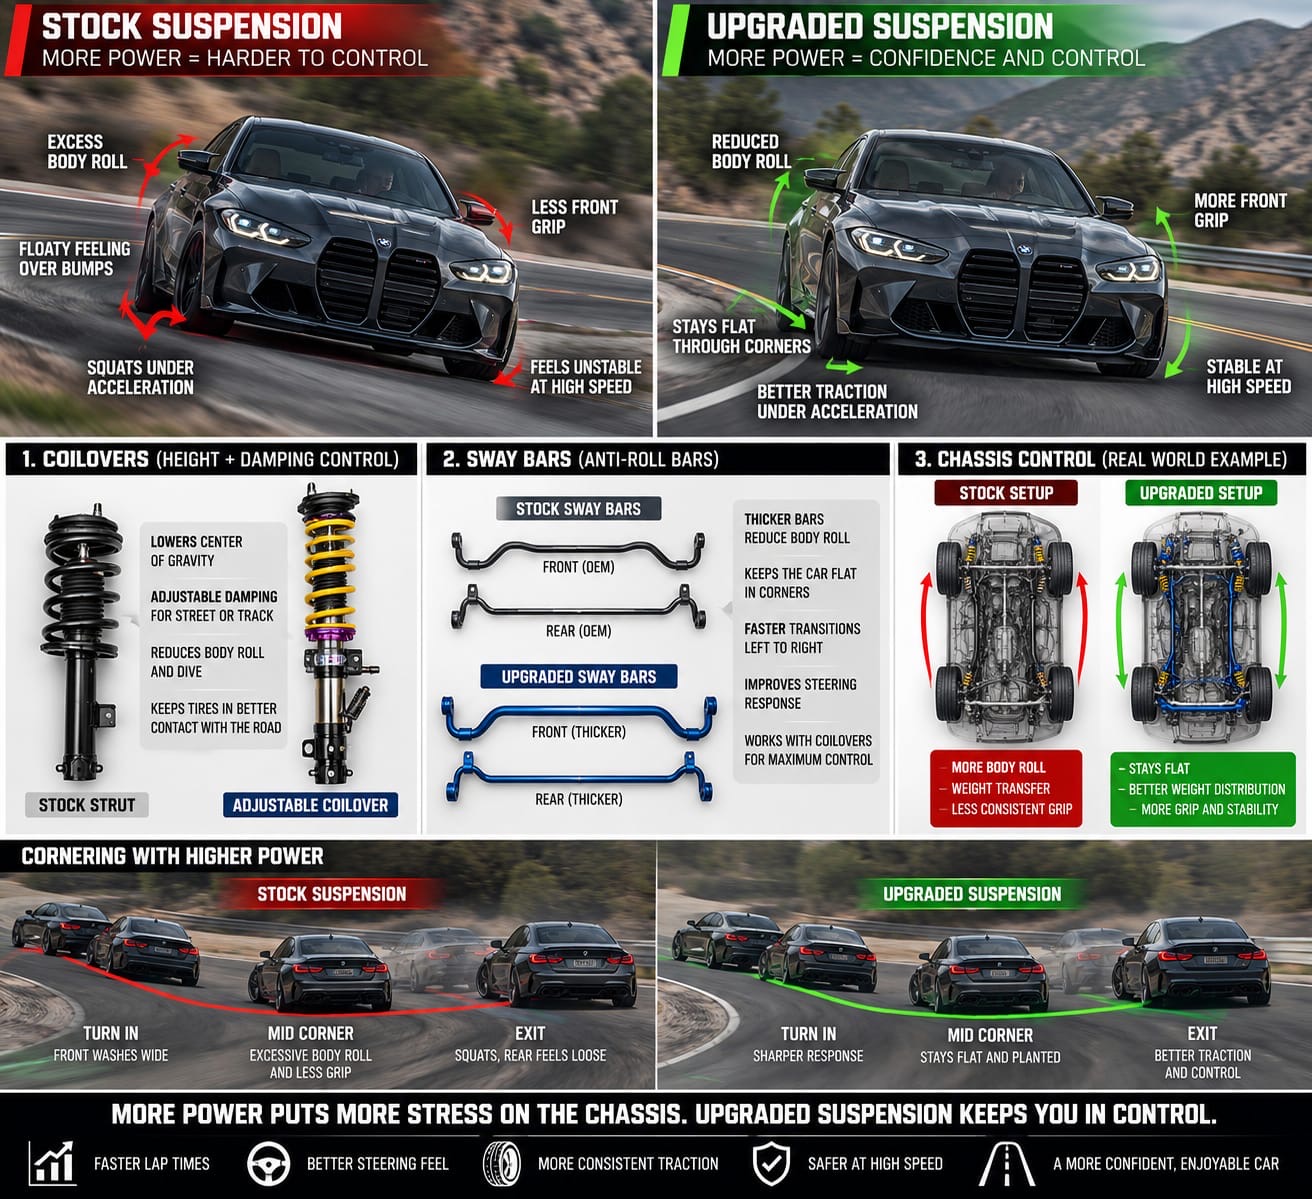 STOCK SUSPENSION
MORE POWER = HARDER TO CONTROL
EXCESS
BODY ROLL
LESS FRONT
GRIP
FLOATY FEELING
OVER BUMPS
SQUATS UNDER
ACCELERATION
FEELS UNSTABLE
AT HIGH SPEED
UPGRADED SUSPENSION
MORE POWER = CONFIDENCE AND CONTROL
REDUCED
BODY ROLL
MORE FRONT
GRIP
STAYS FLAT
THROUGH CORNERS
BETTER TRACTION
UNDER ACCELERATION
STABLE AT
HIGH SPEED
1. COILOVERS (HEIGHT + DAMPING CONTROL)
LOWERS CENTER
OF GRAVITY
ADJUSTABLE DAMPING
FOR STREET OR TRACK
REDUCES BODY ROLL
AND DIVE
KEEPS TIRES IN BETTER
CONTACT WITH THE ROAD
STOCK STRUT
ADJUSTABLE COILOVER
2. SWAY BARS (ANTI-ROLL BARS)
STOCK SWAY BARS
FRONT (OEM)
REAR (OEM)
UPGRADED SWAY BARS
FRONT (THICKER)
REAR (THICKER)
THICKER BARS
REDUCE BODY ROLL
KEEPS THE CAR FLAT
IN CORNERS
FASTER TRANSITIONS
LEFT TO RIGHT
IMPROVES STEERING
RESPONSE
WORKS WITH COILOVERS
FOR MAXIMUM CONTROL
3. CHASSIS CONTROL (REAL WORLD EXAMPLE)
STOCK SETUP
– MORE BODY ROLL
– WEIGHT TRANSFER
– LESS CONSISTENT GRIP
UPGRADED SETUP
– STAYS FLAT
– BETTER WEIGHT DISTRIBUTION
– MORE GRIP AND STABILITY
CORNERING WITH HIGHER POWER
STOCK SUSPENSION
TURN IN
FRONT WASHES WIDE
MID CORNER
EXCESSIVE BODY ROLL
AND LESS GRIP
EXIT
SQUATS, REAR FEELS LOOSE
UPGRADED SUSPENSION
TURN IN
SHARPER RESPONSE
MID CORNER
STAYS FLAT AND PLANTED
EXIT
BETTER TRACTION
AND CONTROL
MORE POWER PUTS MORE STRESS ON THE CHASSIS. UPGRADED SUSPENSION KEEPS YOU IN CONTROL.
FASTER LAP TIMES
BETTER STEERING FEEL
MORE CONSISTENT TRACTION
SAFER AT HIGH SPEED
A MORE CONFIDENT, ENJOYABLE CAR